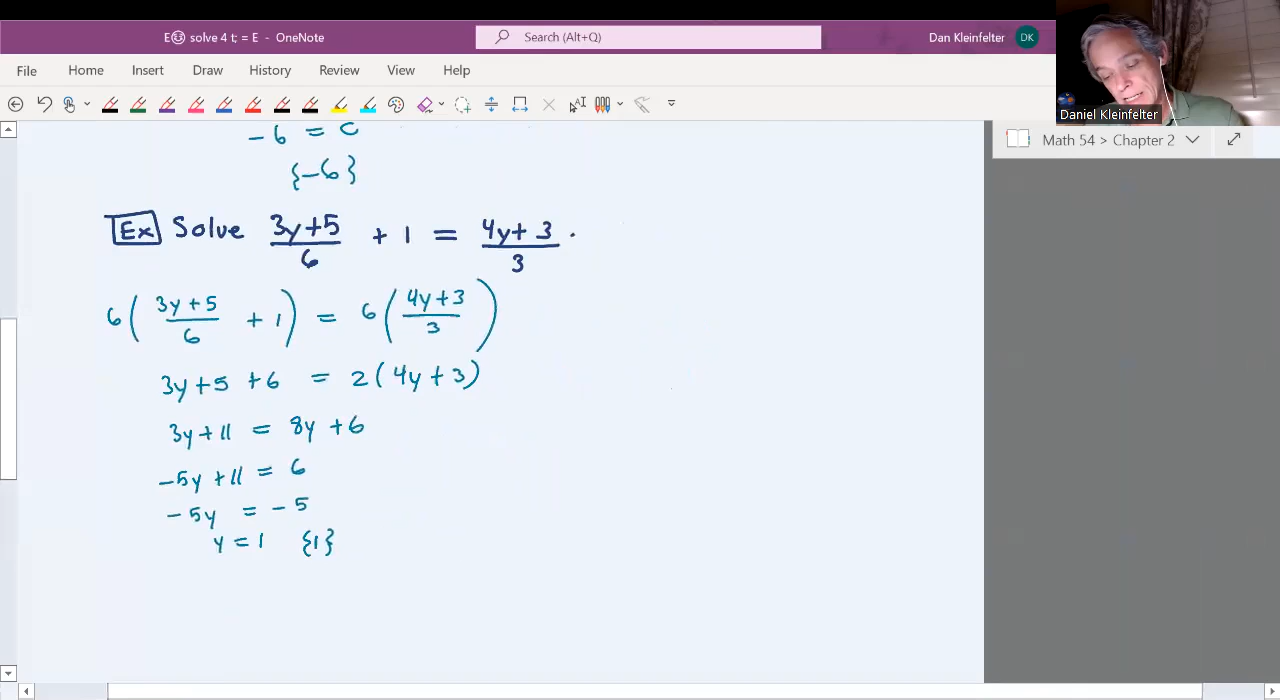 E solve 4 t; = E - OneNote
Search (Alt+Q)
Dan Kleinfelter DK
File Home Insert Draw History Review View Help
Daniel Kleinfelter
Math 54 > Chapter 2
-6 = c
{-6}
Ex Solve (3y+5)/6 + 1 = (4y+3)/3 .
6((3y+5)/6 + 1) = 6((4y+3)/3)
3y+5 +6 = 2(4y+3)
3y+11 = 8y+6
-5y+11 = 6
-5y = -5
y=1 {1}